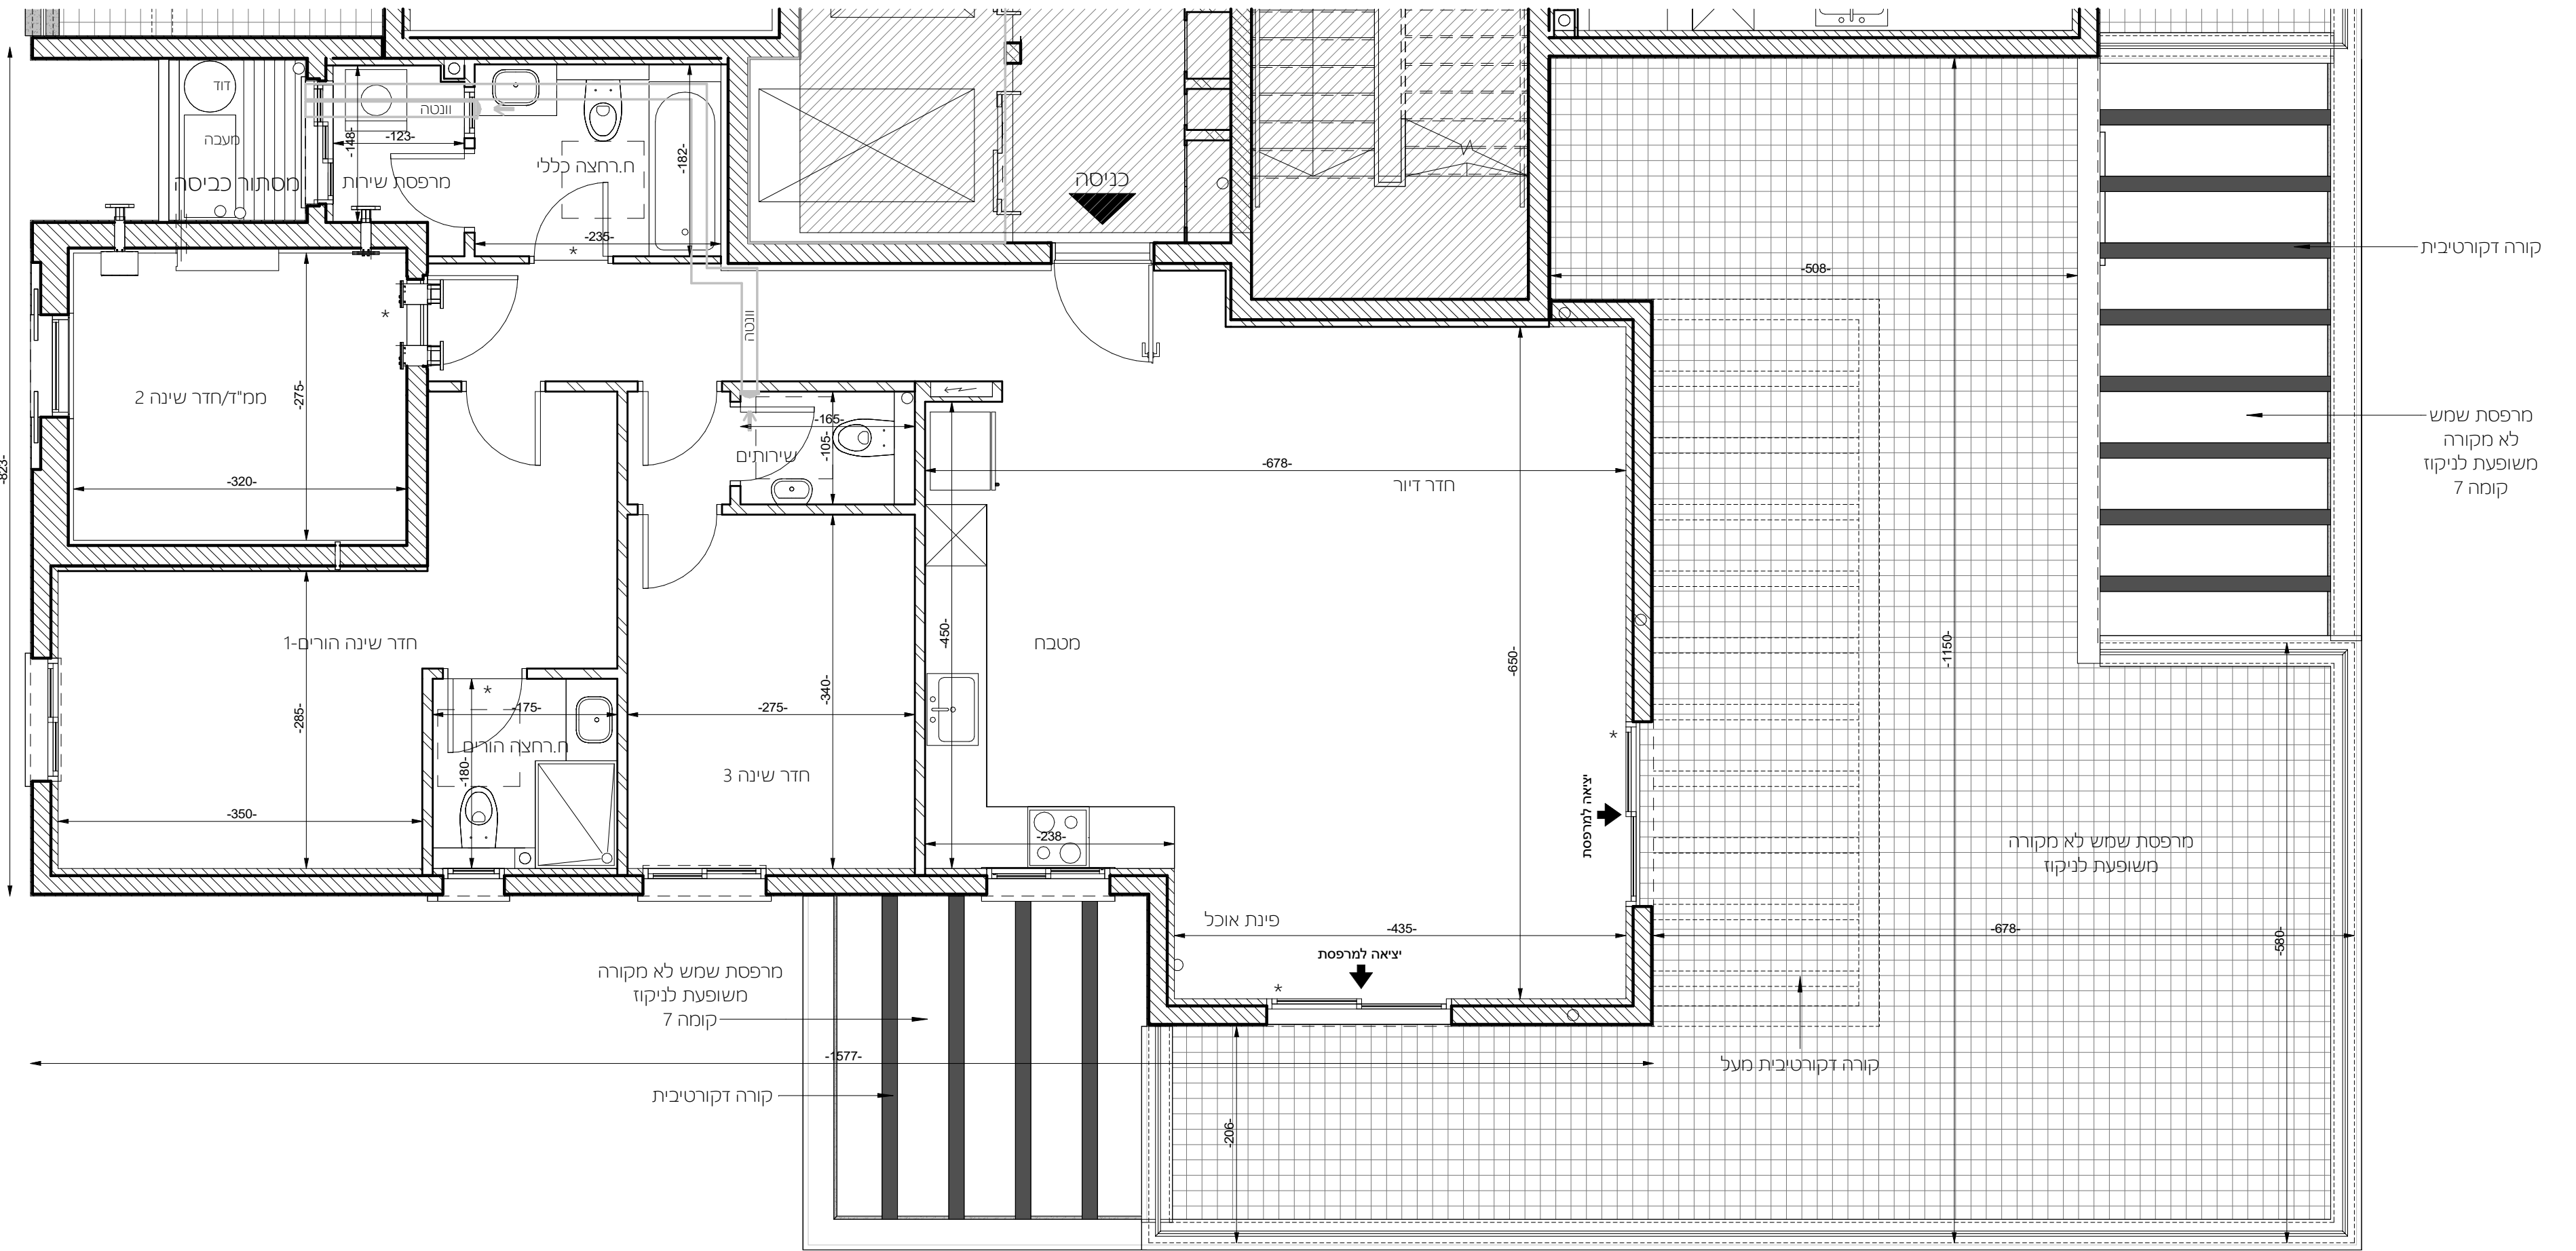 דוד
מעבה
מסתור כביסה
וונטה
-148-
-123-
מרפסת שירות
ח.רחצה כללי
-182-
-235-
*
כניסה
-508-
קורה דקורטיבית
-823-
ממ"ד/חדר שינה 2
-275-
-320-
*
וונטה
-165-
-105-
שירותים
-678-
חדר דיור
מרפסת שמש
לא מקורה
משופעת לניקוז
קומה 7
חדר שינה הורים-1
-285-
-350-
*
-175-
ח.רחצה הורים
-180-
-275-
-340-
חדר שינה 3
-450-
מטבח
-238-
-650-
-1150-
*
יציאה למרפסת
מרפסת שמש לא מקורה
משופעת לניקוז
פינת אוכל
-435-
יציאה למרפסת
*
-678-
-580-
מרפסת שמש לא מקורה
משופעת לניקוז
קומה 7
-1577-
קורה דקורטיבית
קורה דקורטיבית מעל
-206-